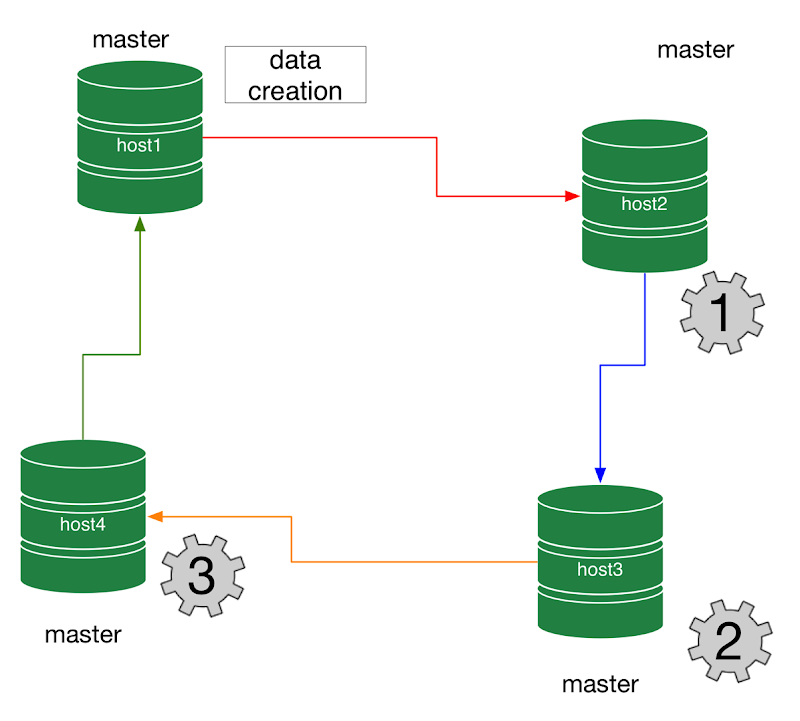 master
data
creation
master
host1
host2
1
host4
host3
3
master
2
master